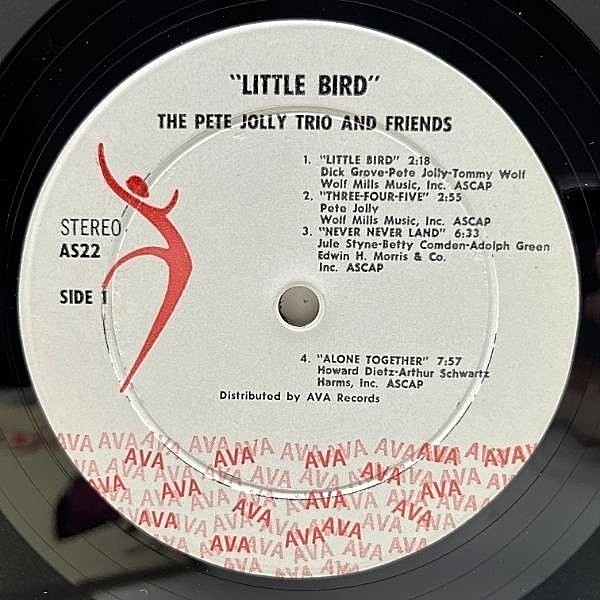 "LITTLE BIRD"
THE PETE JOLLY TRIO AND FRIENDS
1. "LITTLE BIRD" 2:18
Dick Grove-Pete Jolly-Tommy Wolf
Wolf Mills Music, Inc. ASCAP
2. "THREE-FOUR-FIVE" 2:55
Pete Jolly
Wolf Mills Music, Inc. ASCAP
3. "NEVER NEVER LAND" 6:33
Jule Styne-Betty Comden-Adolph Green
Edwin H. Morris & Co.
Inc. ASCAP
STEREO
AS22
SIDE 1
4. "ALONE TOGETHER" 7:57
Howard Dietz-Arthur Schwartz
Harms, Inc. ASCAP
Distributed by AVA Records
AVA AVA AVA AVA AVA AVA AVA AVA AVA AVA
AVA AVA AVA AVA
AVA AVA AVA AVA
AVA AVA AVA
AVA AVA AVA